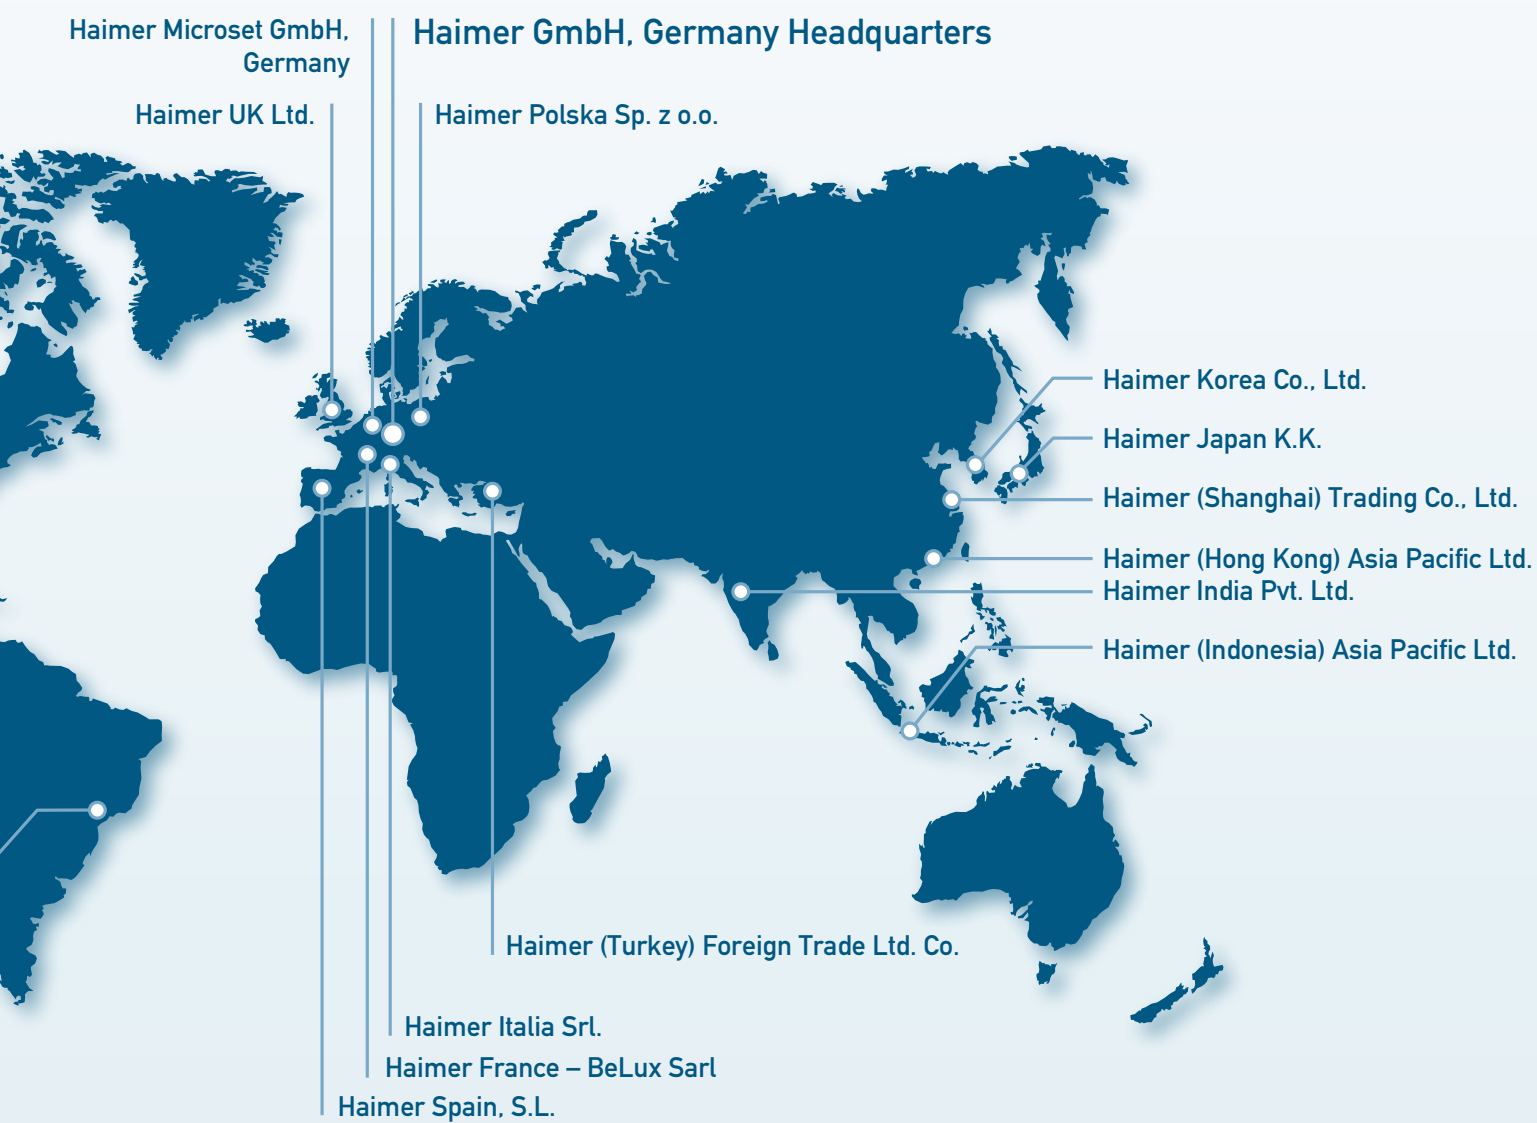 Haimer Microset GmbH,
Germany
Haimer GmbH, Germany Headquarters
Haimer UK Ltd.
Haimer Polska Sp. z o.o.
Haimer Korea Co., Ltd.
Haimer Japan K.K.
Haimer (Shanghai) Trading Co., Ltd.
Haimer (Hong Kong) Asia Pacific Ltd.
Haimer India Pvt. Ltd.
Haimer (Indonesia) Asia Pacific Ltd.
Haimer (Turkey) Foreign Trade Ltd. Co.
Haimer Italia Srl.
Haimer France – BeLux Sarl
Haimer Spain, S.L.